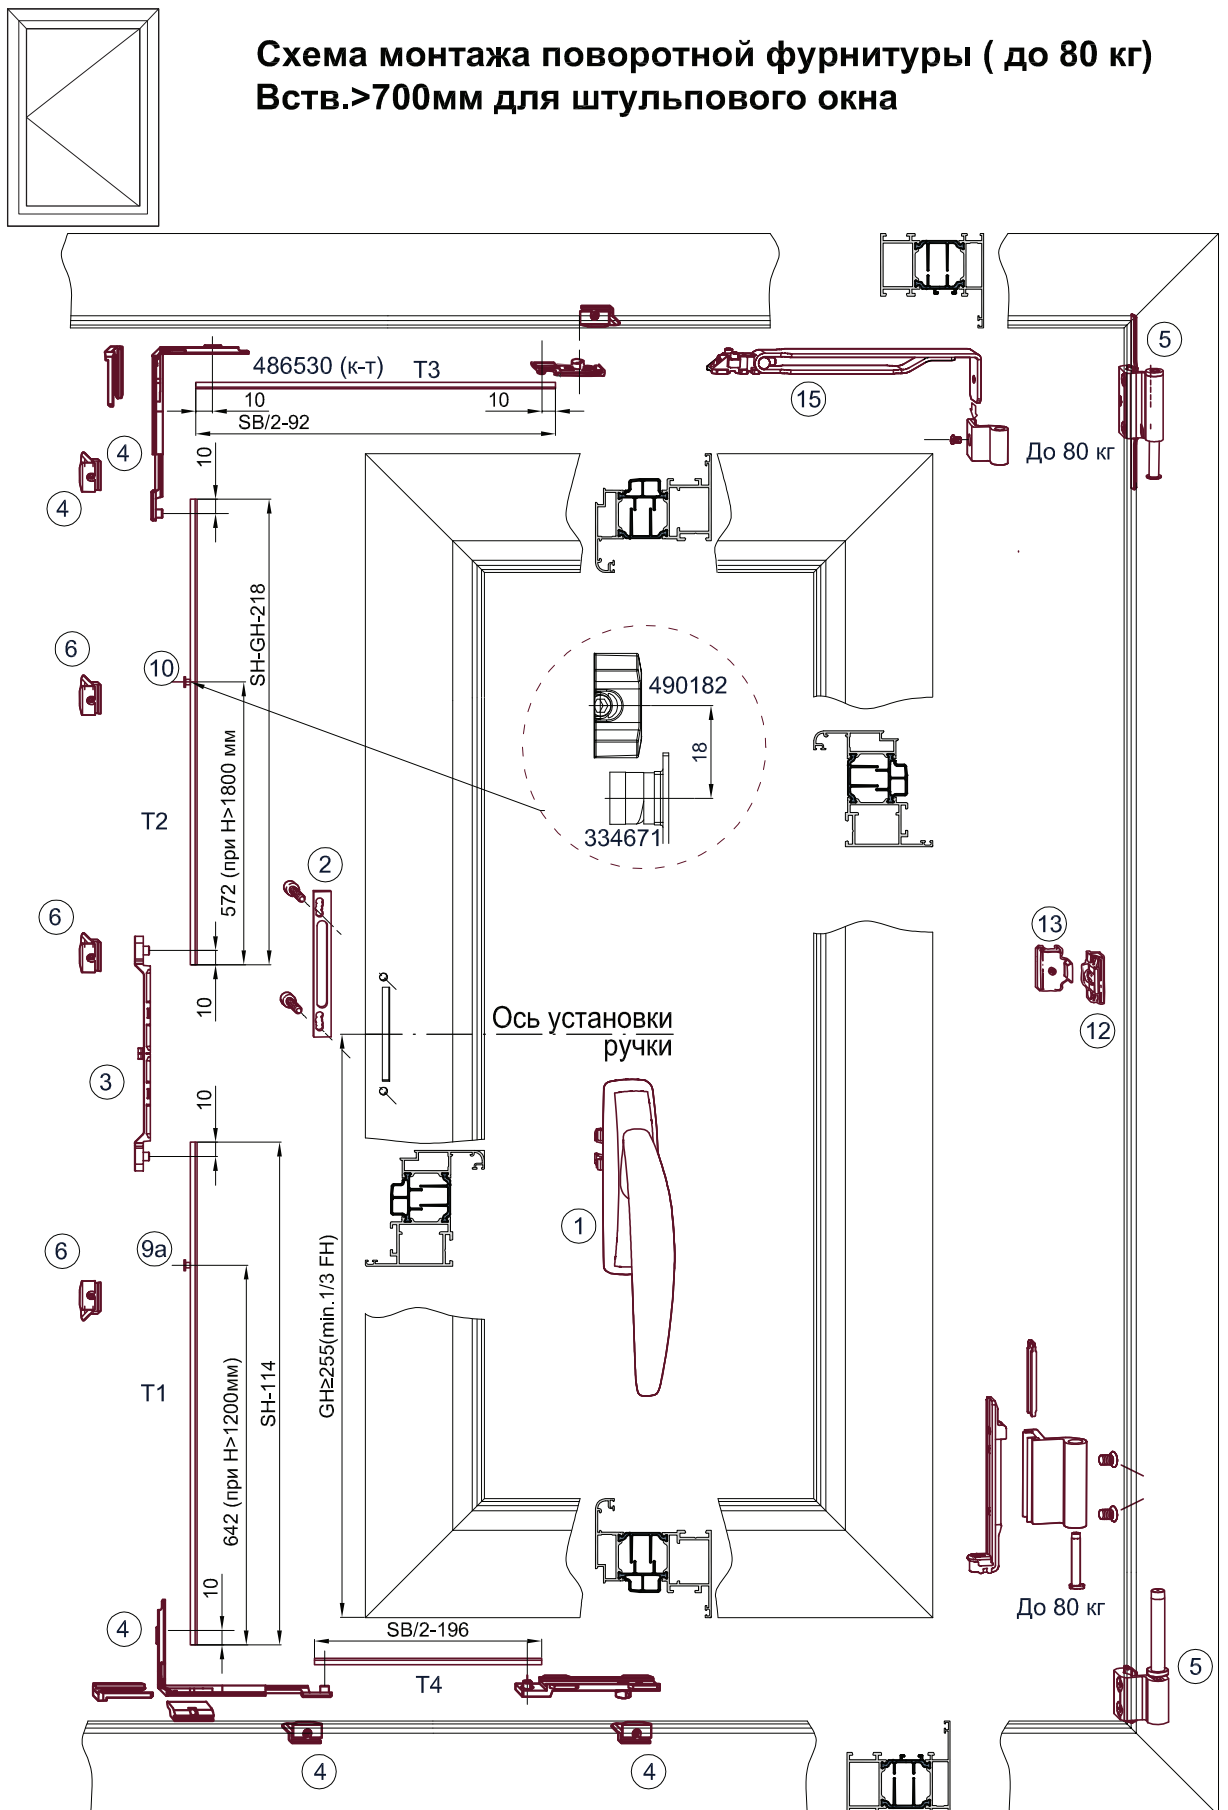 Схема монтажа поворотной фурнитуры ( до 80 кг)
Вств.>700мм для штульпового окна
5
486530 (к-т)
T3
10
10
SB/2-92
15
До 80 кг
4
10
4
SH-GH-218
6
10
490182
18
334671
572 (при H>1800 мм
T2
2
6
13
10
Ось установки
ручки
12
3
10
1
6
9а
GH≥255(min.1/3 FH)
T1
SH-114
642 (при H>1200мм)
10
До 80 кг
4
SB/2-196
5
T4
4
4